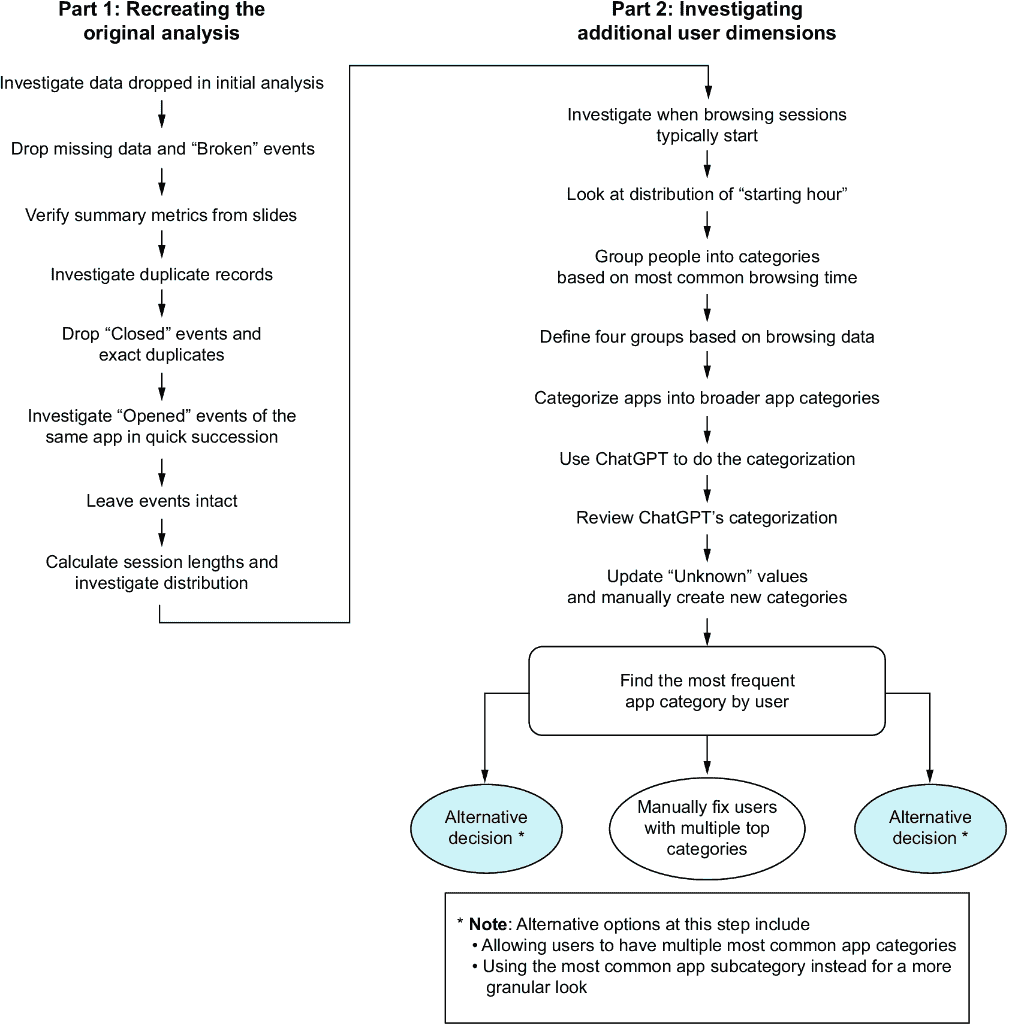 Part 1: Recreating the
original analysis
Investigate data dropped in initial analysis
Drop missing data and “Broken” events
Verify summary metrics from slides
Investigate duplicate records
Drop “Closed” events and
exact duplicates
Investigate “Opened” events of the
same app in quick succession
Leave events intact
Calculate session lengths and
investigate distribution
Part 2: Investigating
additional user dimensions
Investigate when browsing sessions
typically start
Look at distribution of “starting hour”
Group people into categories
based on most common browsing time
Define four groups based on browsing data
Categorize apps into broader app categories
Use ChatGPT to do the categorization
Review ChatGPT’s categorization
Update “Unknown” values
and manually create new categories
Find the most frequent
app category by user
Alternative
decision *
Manually fix users
with multiple top
categories
Alternative
decision *
* Note: Alternative options at this step include
• Allowing users to have multiple most common app categories
• Using the most common app subcategory instead for a more
granular look